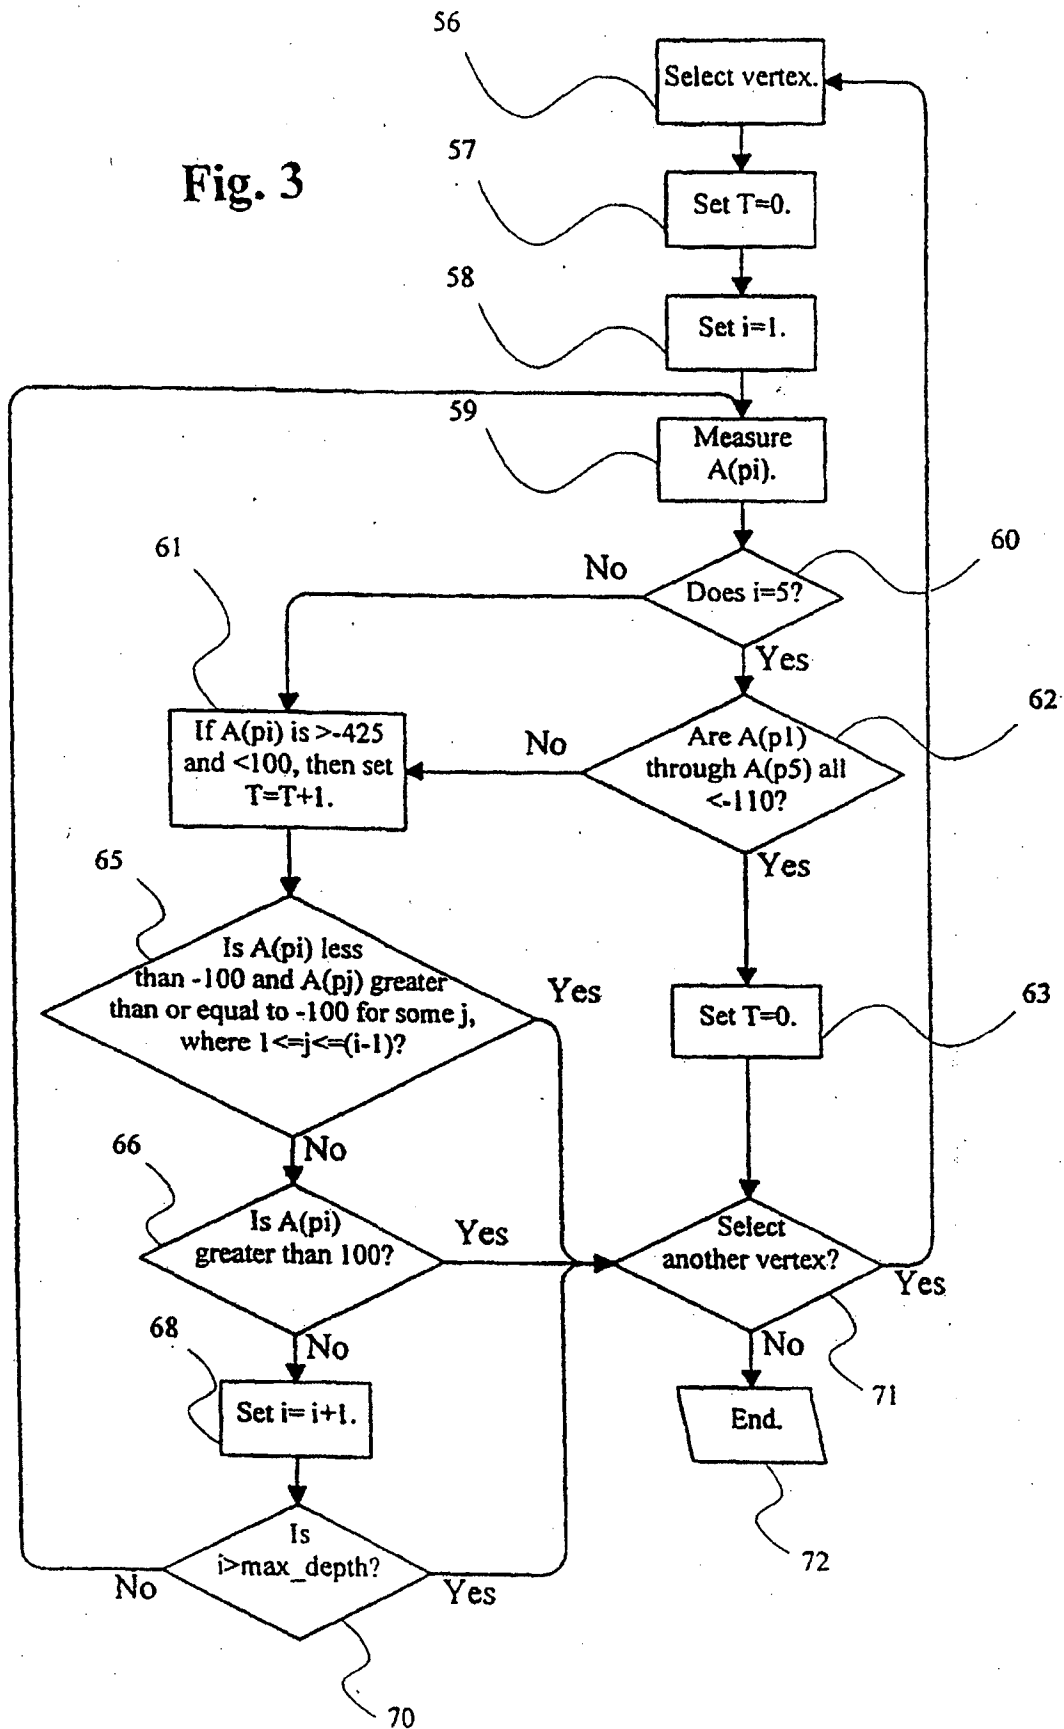 56
Select vertex.
Fig. 3
57
Set T=0.
58
Set i=1.
59
Measure
A(pi).
60
Does i=5?
No
Yes
61
If A(pi) is >-425
and <100, then set
T=T+1.
62
Are A(p1)
through A(p5) all
<-110?
No
Yes
63
Set T=0.
65
Is A(pi) less
than -100 and A(pj) greater
than or equal to -100 for some j,
where 1<=j<=(i-1)?
Yes
No
66
Is A(pi)
greater than 100?
Yes
No
Select
another vertex?
Yes
No
71
68
Set i= i+1.
End.
72
Is
i>max_depth?
No
Yes
70